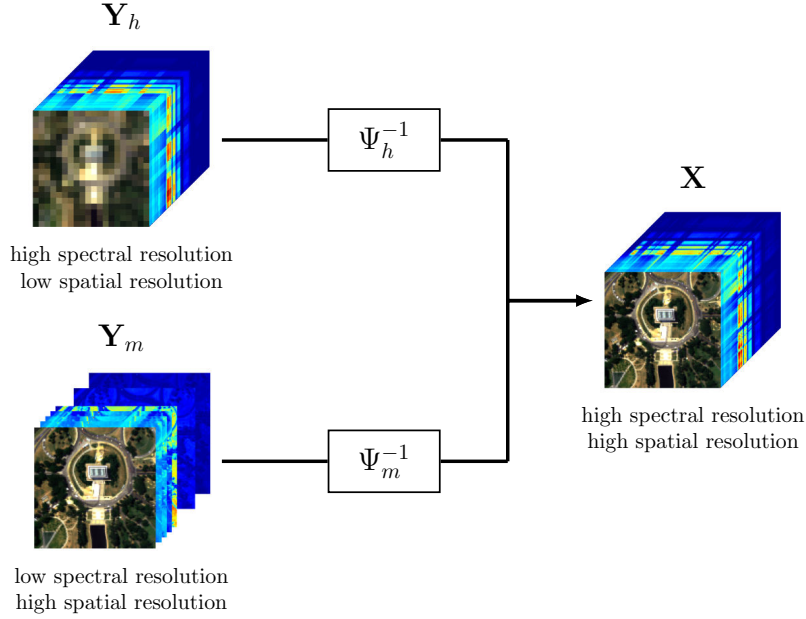 Y_h
Ψ_h^{-1}
high spectral resolution
low spatial resolution
X
high spectral resolution
high spatial resolution
Y_m
Ψ_m^{-1}
low spectral resolution
high spatial resolution